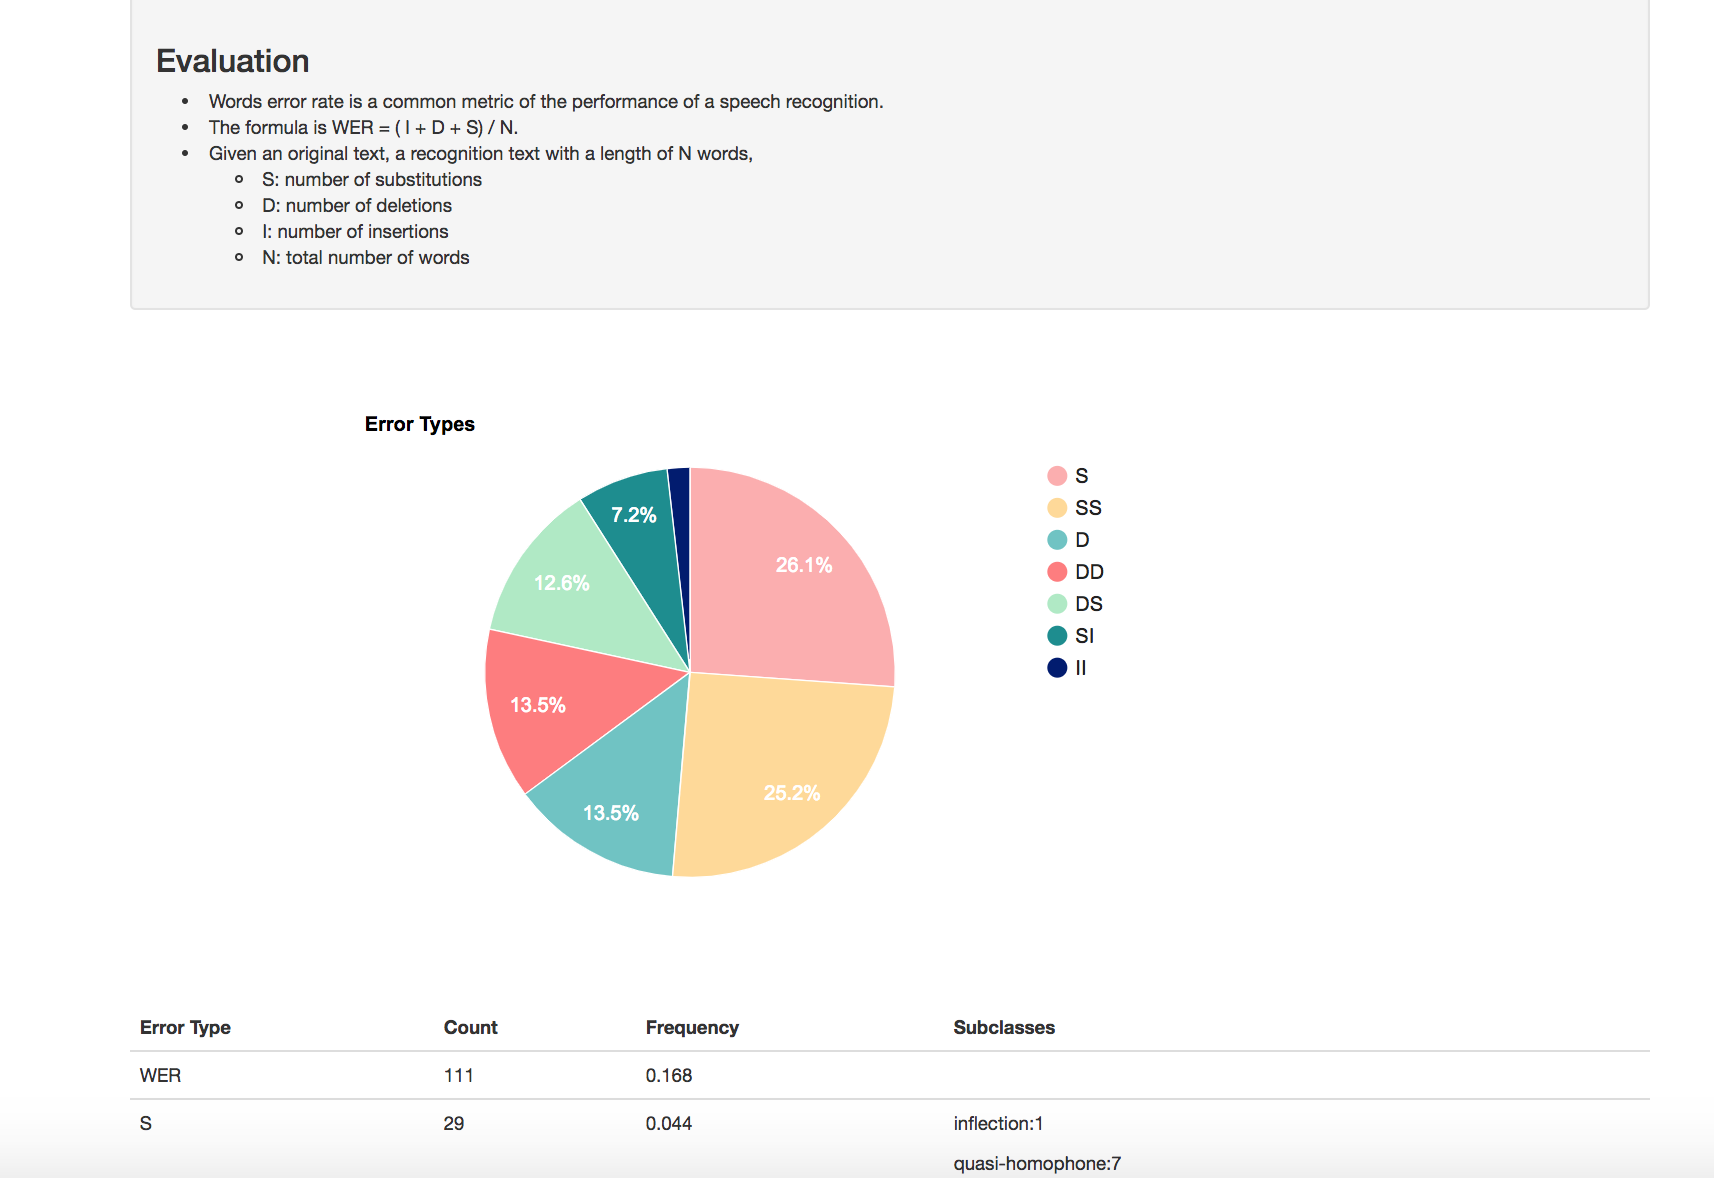 Evaluation
• Words error rate is a common metric of the performance of a speech recognition.
• The formula is WER = ( I + D + S) / N.
• Given an original text, a recognition text with a length of N words,
S: number of substitutions
D: number of deletions
I: number of insertions
N: total number of words
Error Types
S
SS
D
DD
DS
SI
II
7.2%
26.1%
12.6%
13.5%
25.2%
13.5%
Error Type Count Frequency Subclasses
WER 111 0.168
S 29 0.044 inflection:1
quasi-homophone:7